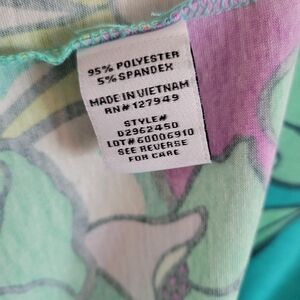 95% POLYESTER
5% SPANDEX
MADE IN VIETNAM
RN# 127949
STYLE#
D2962450
LOT# 60006910
SEE REVERSE
FOR CARE